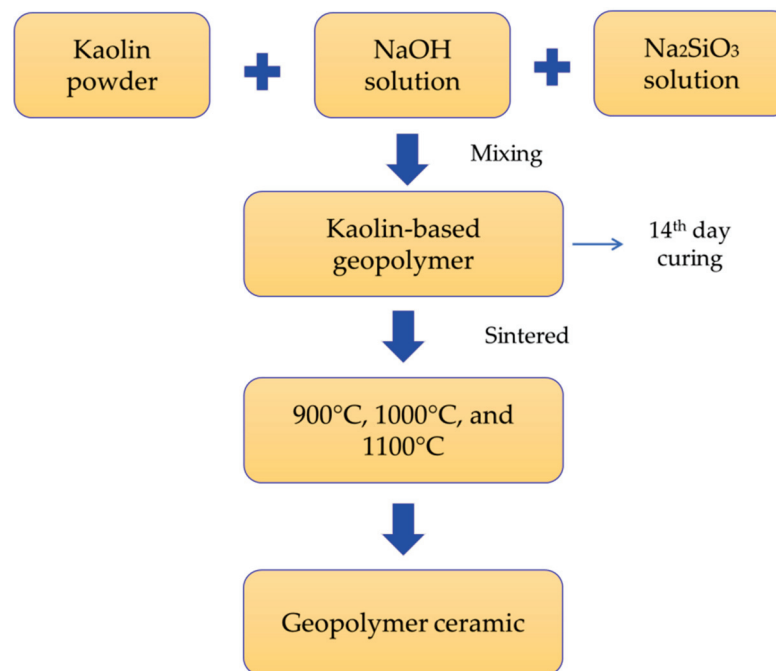 Kaolin
powder
+
NaOH
solution
+
Na₂SiO₃
solution
Mixing
Kaolin-based
geopolymer
14ᵗʰ day
curing
Sintered
900°C, 1000°C, and
1100°C
Geopolymer ceramic